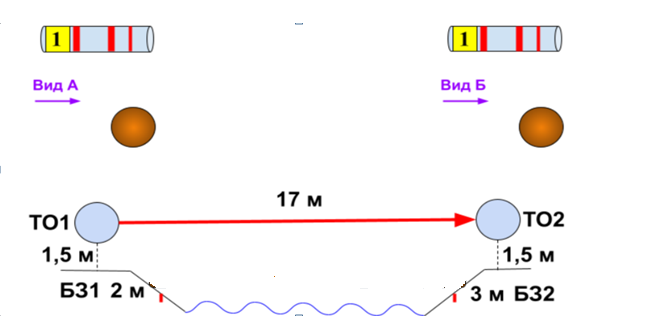 1 1
Вид А Вид Б
17 м
ТО1 ТО2
1,5 м 1,5 м
БЗ1 2 м 3 м БЗ2